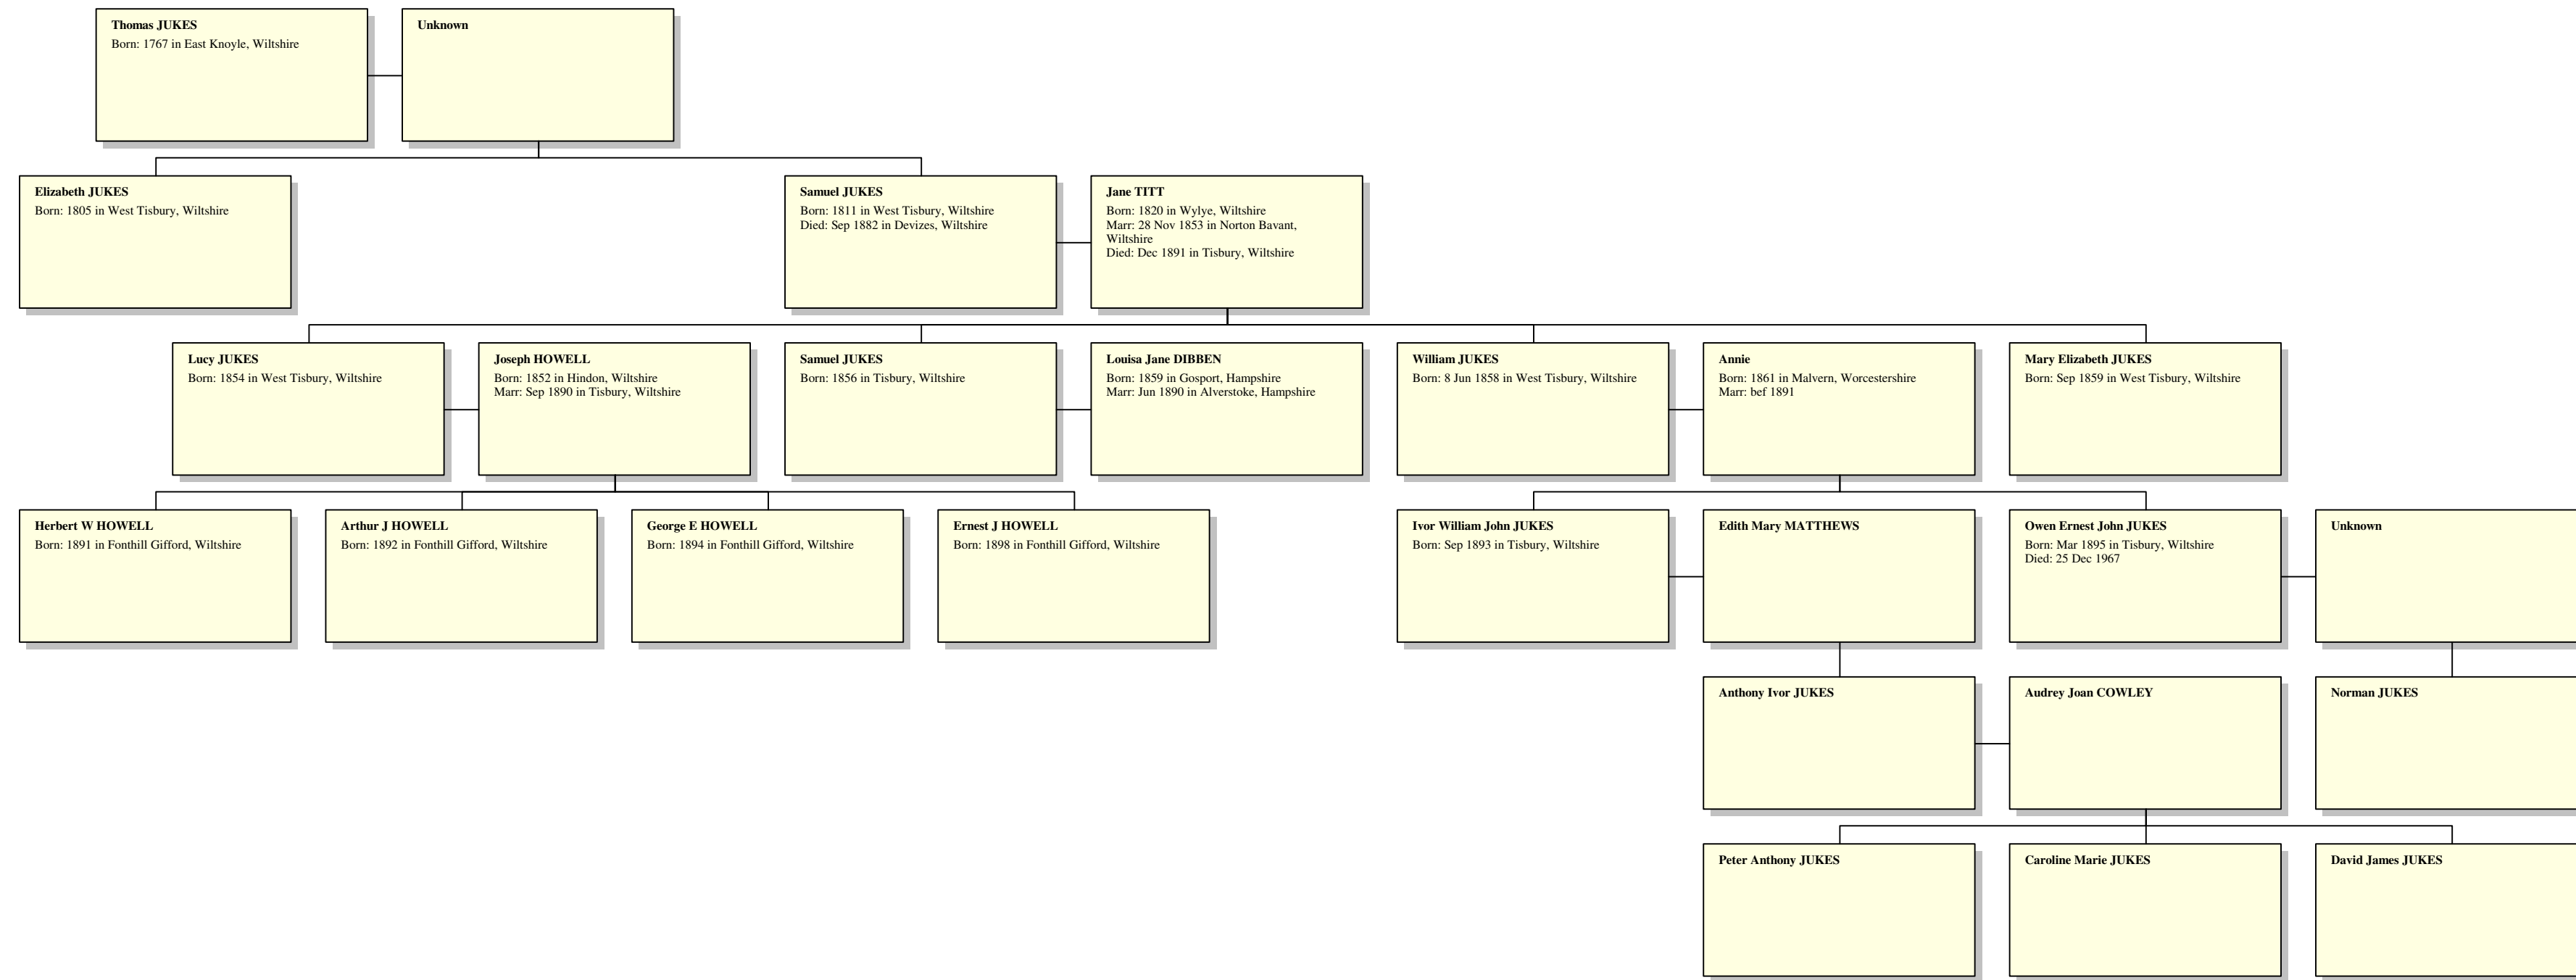 Thomas JUKES
Born: 1767 in East Knoyle, Wiltshire
Unknown
Elizabeth JUKES
Born: 1805 in West Tisbury, Wiltshire
Samuel JUKES
Born: 1811 in West Tisbury, Wiltshire
Died: Sep 1882 in Devizes, Wiltshire
Jane TITT
Born: 1820 in Wylye, Wiltshire
Marr: 28 Nov 1853 in Norton Bavant,
Wiltshire
Died: Dec 1891 in Tisbury, Wiltshire
Lucy JUKES
Born: 1854 in West Tisbury, Wiltshire
Joseph HOWELL
Born: 1852 in Hindon, Wiltshire
Marr: Sep 1890 in Tisbury, Wiltshire
Samuel JUKES
Born: 1856 in Tisbury, Wiltshire
Louisa Jane DIBBEN
Born: 1859 in Gosport, Hampshire
Marr: Jun 1890 in Alverstoke, Hampshire
William JUKES
Born: 8 Jun 1858 in West Tisbury, Wiltshire
Annie
Born: 1861 in Malvern, Worcestershire
Marr: bef 1891
Mary Elizabeth JUKES
Born: Sep 1859 in West Tisbury, Wiltshire
Herbert W HOWELL
Born: 1891 in Fonthill Gifford, Wiltshire
Arthur J HOWELL
Born: 1892 in Fonthill Gifford, Wiltshire
George E HOWELL
Born: 1894 in Fonthill Gifford, Wiltshire
Ernest J HOWELL
Born: 1898 in Fonthill Gifford, Wiltshire
Ivor William John JUKES
Born: Sep 1893 in Tisbury, Wiltshire
Edith Mary MATTHEWS
Owen Ernest John JUKES
Born: Mar 1895 in Tisbury, Wiltshire
Died: 25 Dec 1967
Unknown
Anthony Ivor JUKES
Audrey Joan COWLEY
Norman JUKES
Peter Anthony JUKES
Caroline Marie JUKES
David James JUKES